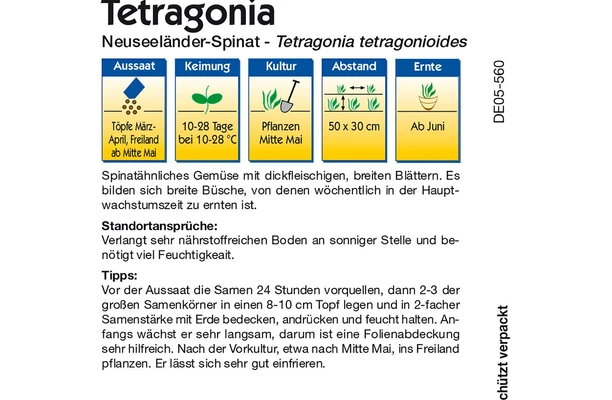 Tetragonia
Neuseeländer-Spinat - Tetragonia tetragonioides
Aussaat
Töpfe März-
April, Freiland
ab Mitte Mai
Keimung
10-28 Tage
bei 10-28 °C
Kultur
Pflanzen
Mitte Mai
Abstand
50 x 30 cm
Ernte
Ab Juni
Spinatähnliches Gemüse mit dickfleischigen, breiten Blättern. Es
bilden sich breite Büsche, von denen wöchentlich in der Haupt-
wachstumszeit zu ernten ist.
Standortansprüche:
Verlangt sehr nährstoffreichen Boden an sonniger Stelle und be-
nötigt viel Feuchtigkeait.
Tipps:
Vor der Aussaat die Samen 24 Stunden vorquellen, dann 2-3 der
großen Samenkörner in einen 8-10 cm Topf legen und in 2-facher
Samenstärke mit Erde bedecken, andrücken und feucht halten. An-
fangs wächst er sehr langsam, darum ist eine Folienabdeckung
sehr hilfreich. Nach der Vorkultur, etwa nach Mitte Mai, ins Freiland
pflanzen. Er lässt sich sehr gut einfrieren.
DE05-560
chützt verpackt